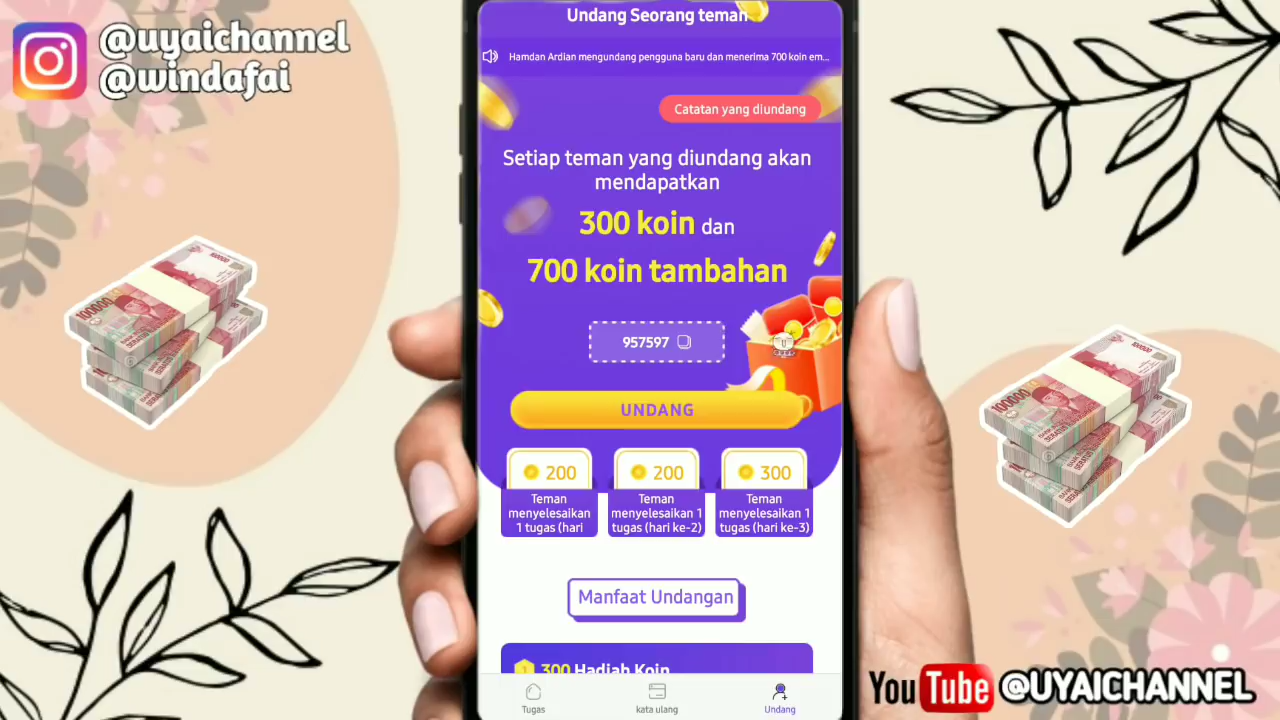 @uyaichannel
@windafai
Undang Seorang teman
Hamdan Ardian mengundang pengguna baru dan menerima 700 koin em...
Catatan yang diundang
Setiap teman yang diundang akan
mendapatkan
300 koin dan
700 koin tambahan
957597
UNDANG
200
200
300
Teman
menyelesaikan
1 tugas (hari
Teman
menyelesaikan 1
tugas (hari ke-2)
Teman
menyelesaikan 1
tugas (hari ke-3)
Manfaat Undangan
300 Hadiah Koin
Tugas
kata ulang
Undang
100000
100000
YouTube @UYAICHANNEL